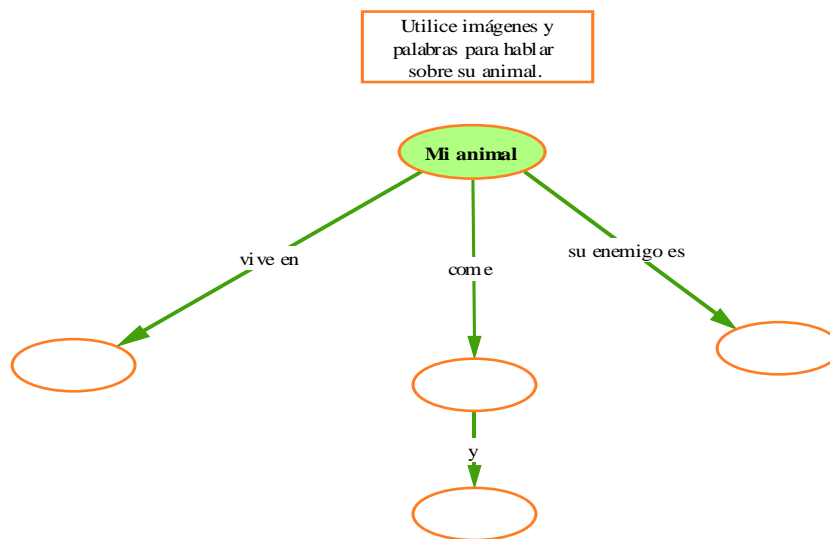 Utilice imágenes y
palabras para hablar
sobre su animal.
Mi animal
vive en
su enemigo es
come
y